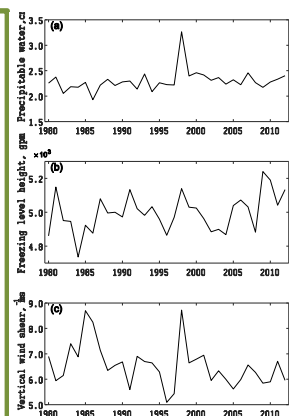 (a)
Precipitable water,c
3.5
3.0
2.5
2.0
1.5
1980 1985 1990 1995 2000 2005 2010
(b)
Freezing level height, gpm
×10³
5.2
5.0
4.8
1980 1985 1990 1995 2000 2005 2010
(c)
Vertical wind shear, ms⁻¹
9.0
8.0
7.0
6.0
5.0
1980 1985 1990 1995 2000 2005 2010